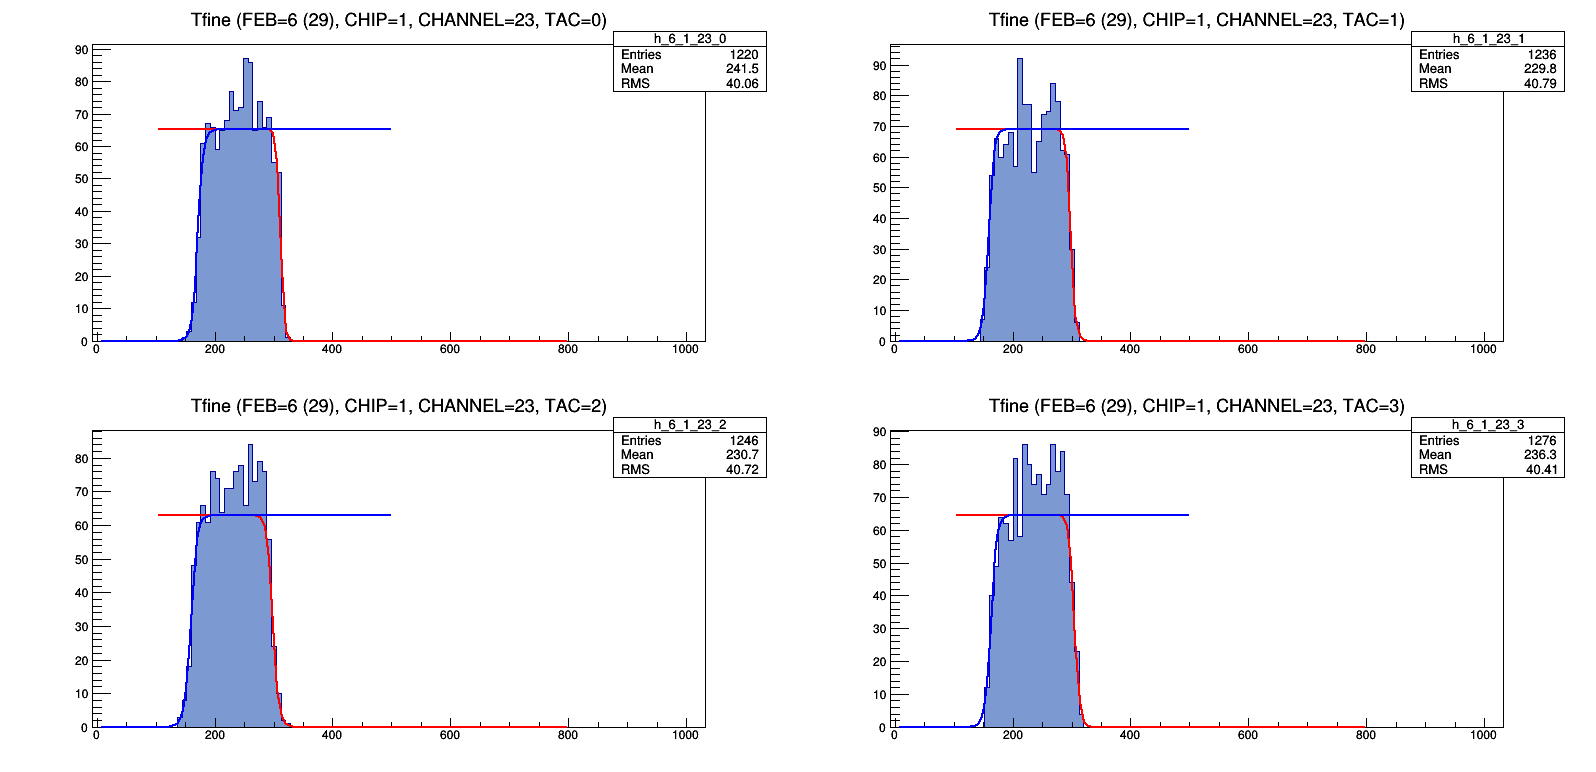 Tfine (FEB=6 (29), CHIP=1, CHANNEL=23, TAC=0)
h_6_1_23_0
Entries 1220
Mean 241.5
RMS 40.06
90
80
70
60
50
40
30
20
10
0
0 200 400 600 800 1000
Tfine (FEB=6 (29), CHIP=1, CHANNEL=23, TAC=1)
h_6_1_23_1
Entries 1236
Mean 229.8
RMS 40.79
90
80
70
60
50
40
30
20
10
0
0 200 400 600 800 1000
Tfine (FEB=6 (29), CHIP=1, CHANNEL=23, TAC=2)
h_6_1_23_2
Entries 1246
Mean 230.7
RMS 40.72
80
70
60
50
40
30
20
10
0
0 200 400 600 800 1000
Tfine (FEB=6 (29), CHIP=1, CHANNEL=23, TAC=3)
h_6_1_23_3
Entries 1276
Mean 236.3
RMS 40.41
90
80
70
60
50
40
30
20
10
0
0 200 400 600 800 1000